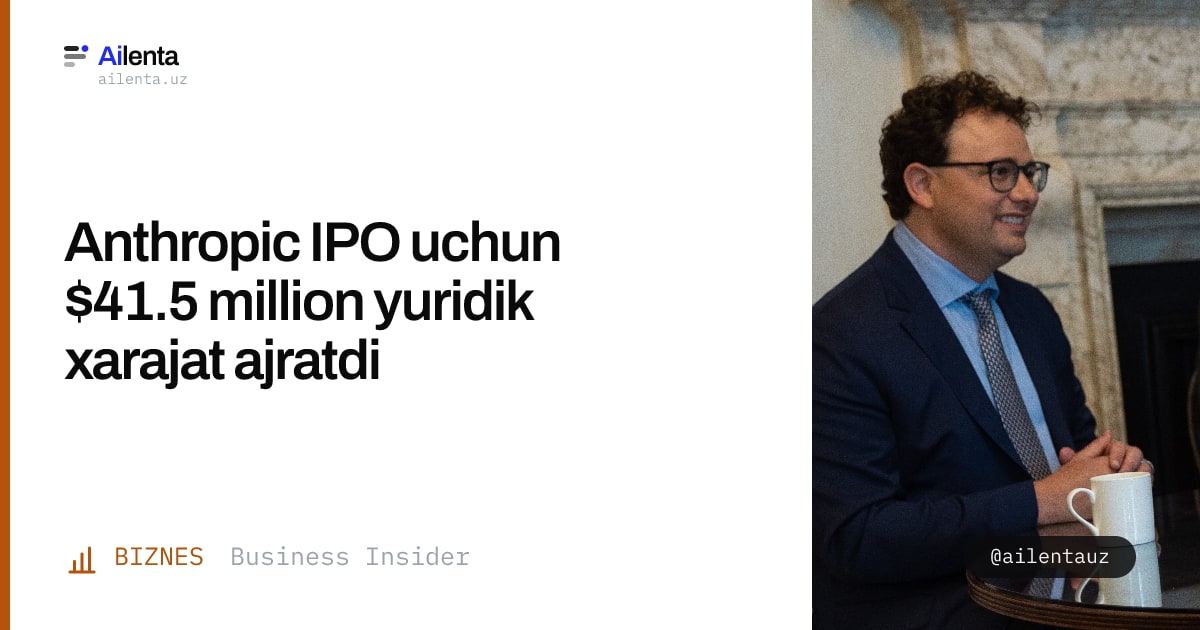 Ailenta
ailenta.uz
Anthropic IPO uchun
$41.5 million yuridik
xarajat ajratdi
BIZNES Business Insider
@ailentauz